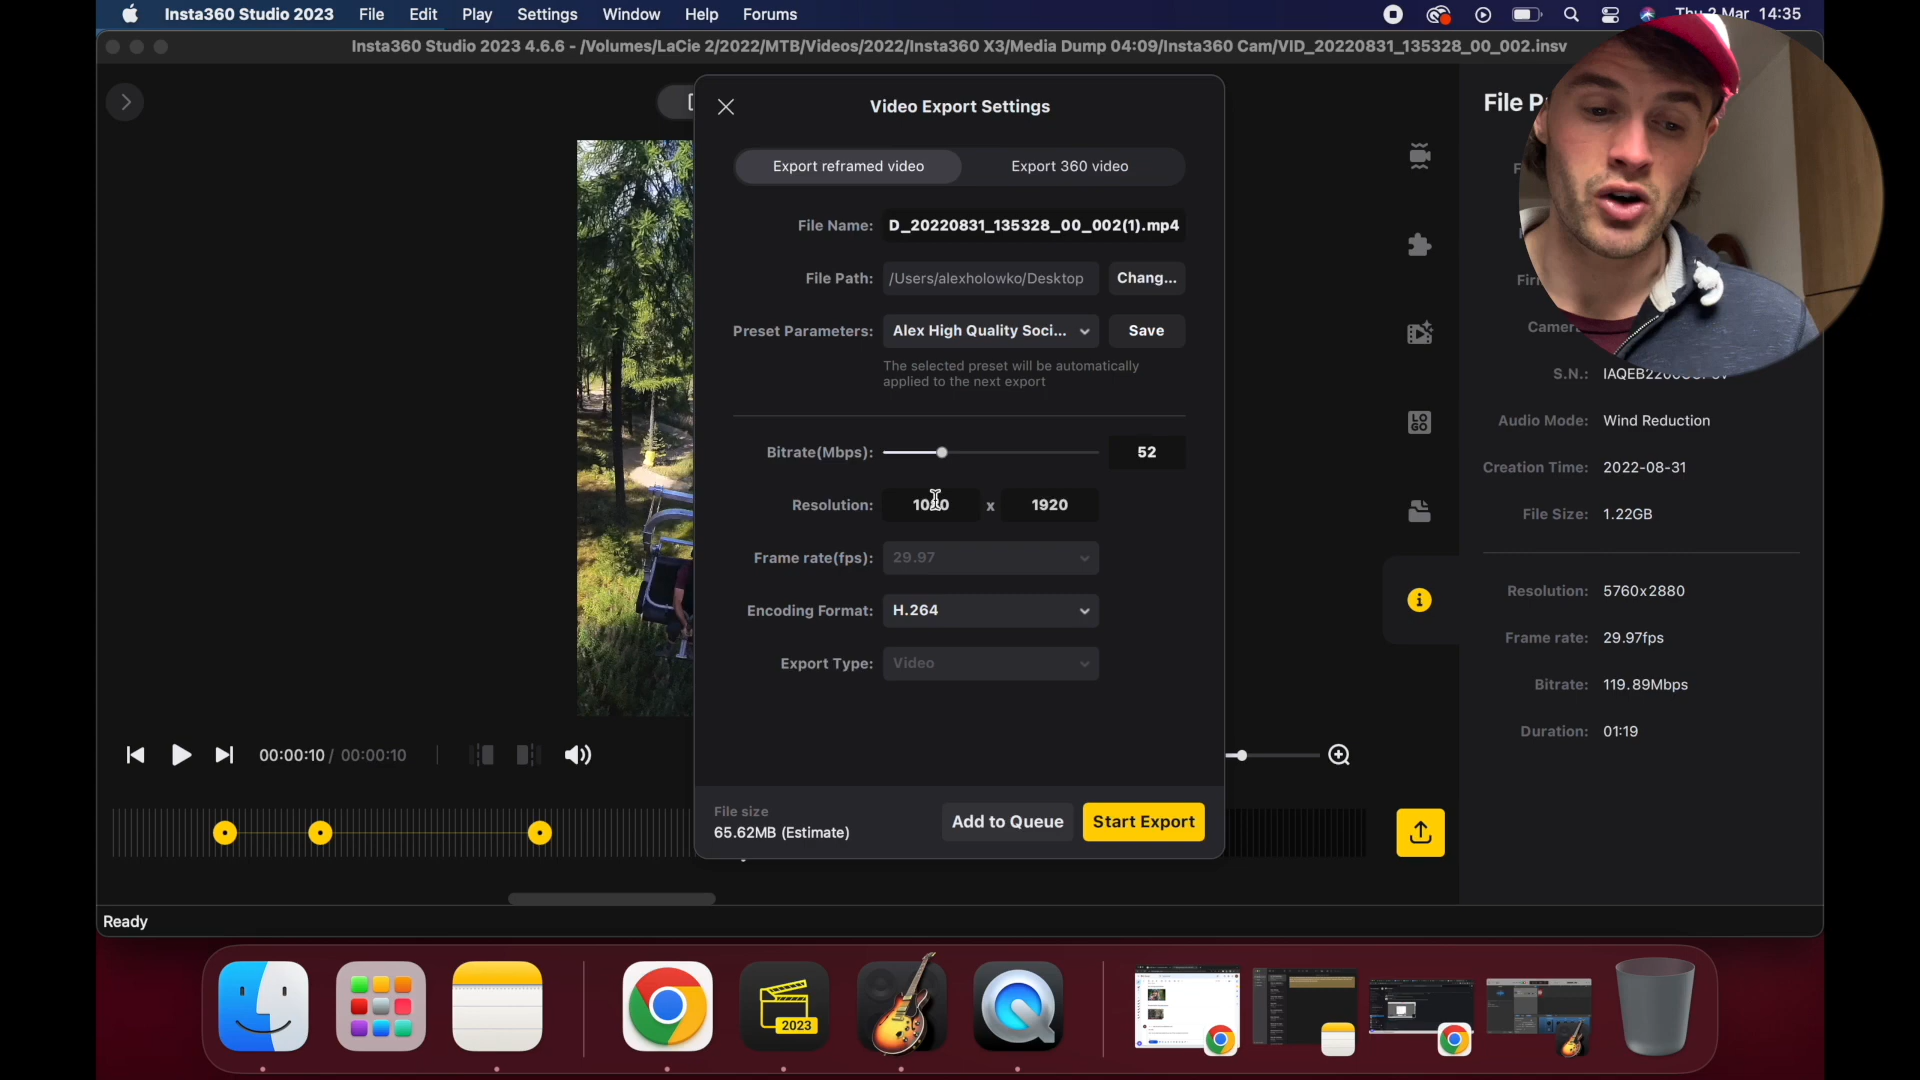 Insta360 Studio 2023 File Edit Play Settings Window Help Forums
Thu 2 Mar 14:35
Insta360 Studio 2023 4.6.6 - /Volumes/LaCie 2/2022/MTB/Videos/2022/Insta360 X3/Media Dump 04:09/Insta360 Cam/VID_20220831_135328_00_002.insv
Video Export Settings
Export reframed video Export 360 video
File Name: D_20220831_135328_00_002(1).mp4
File Path: /Users/alexholowko/Desktop Chang...
Preset Parameters: Alex High Quality Soci... Save
The selected preset will be automatically
applied to the next export
Bitrate(Mbps): 52
Resolution: 1080 x 1920
Frame rate(fps): 29.97
Encoding Format: H.264
Export Type: Video
File size
65.62MB (Estimate)
Add to Queue
Start Export
File
S.N.:
Audio Mode: Wind Reduction
Creation Time: 2022-08-31
File Size: 1.22GB
Resolution: 5760x2880
Frame rate: 29.97fps
Bitrate: 119.89Mbps
Duration: 01:19
LOGO
00:00:10 / 00:00:10
Ready
2023